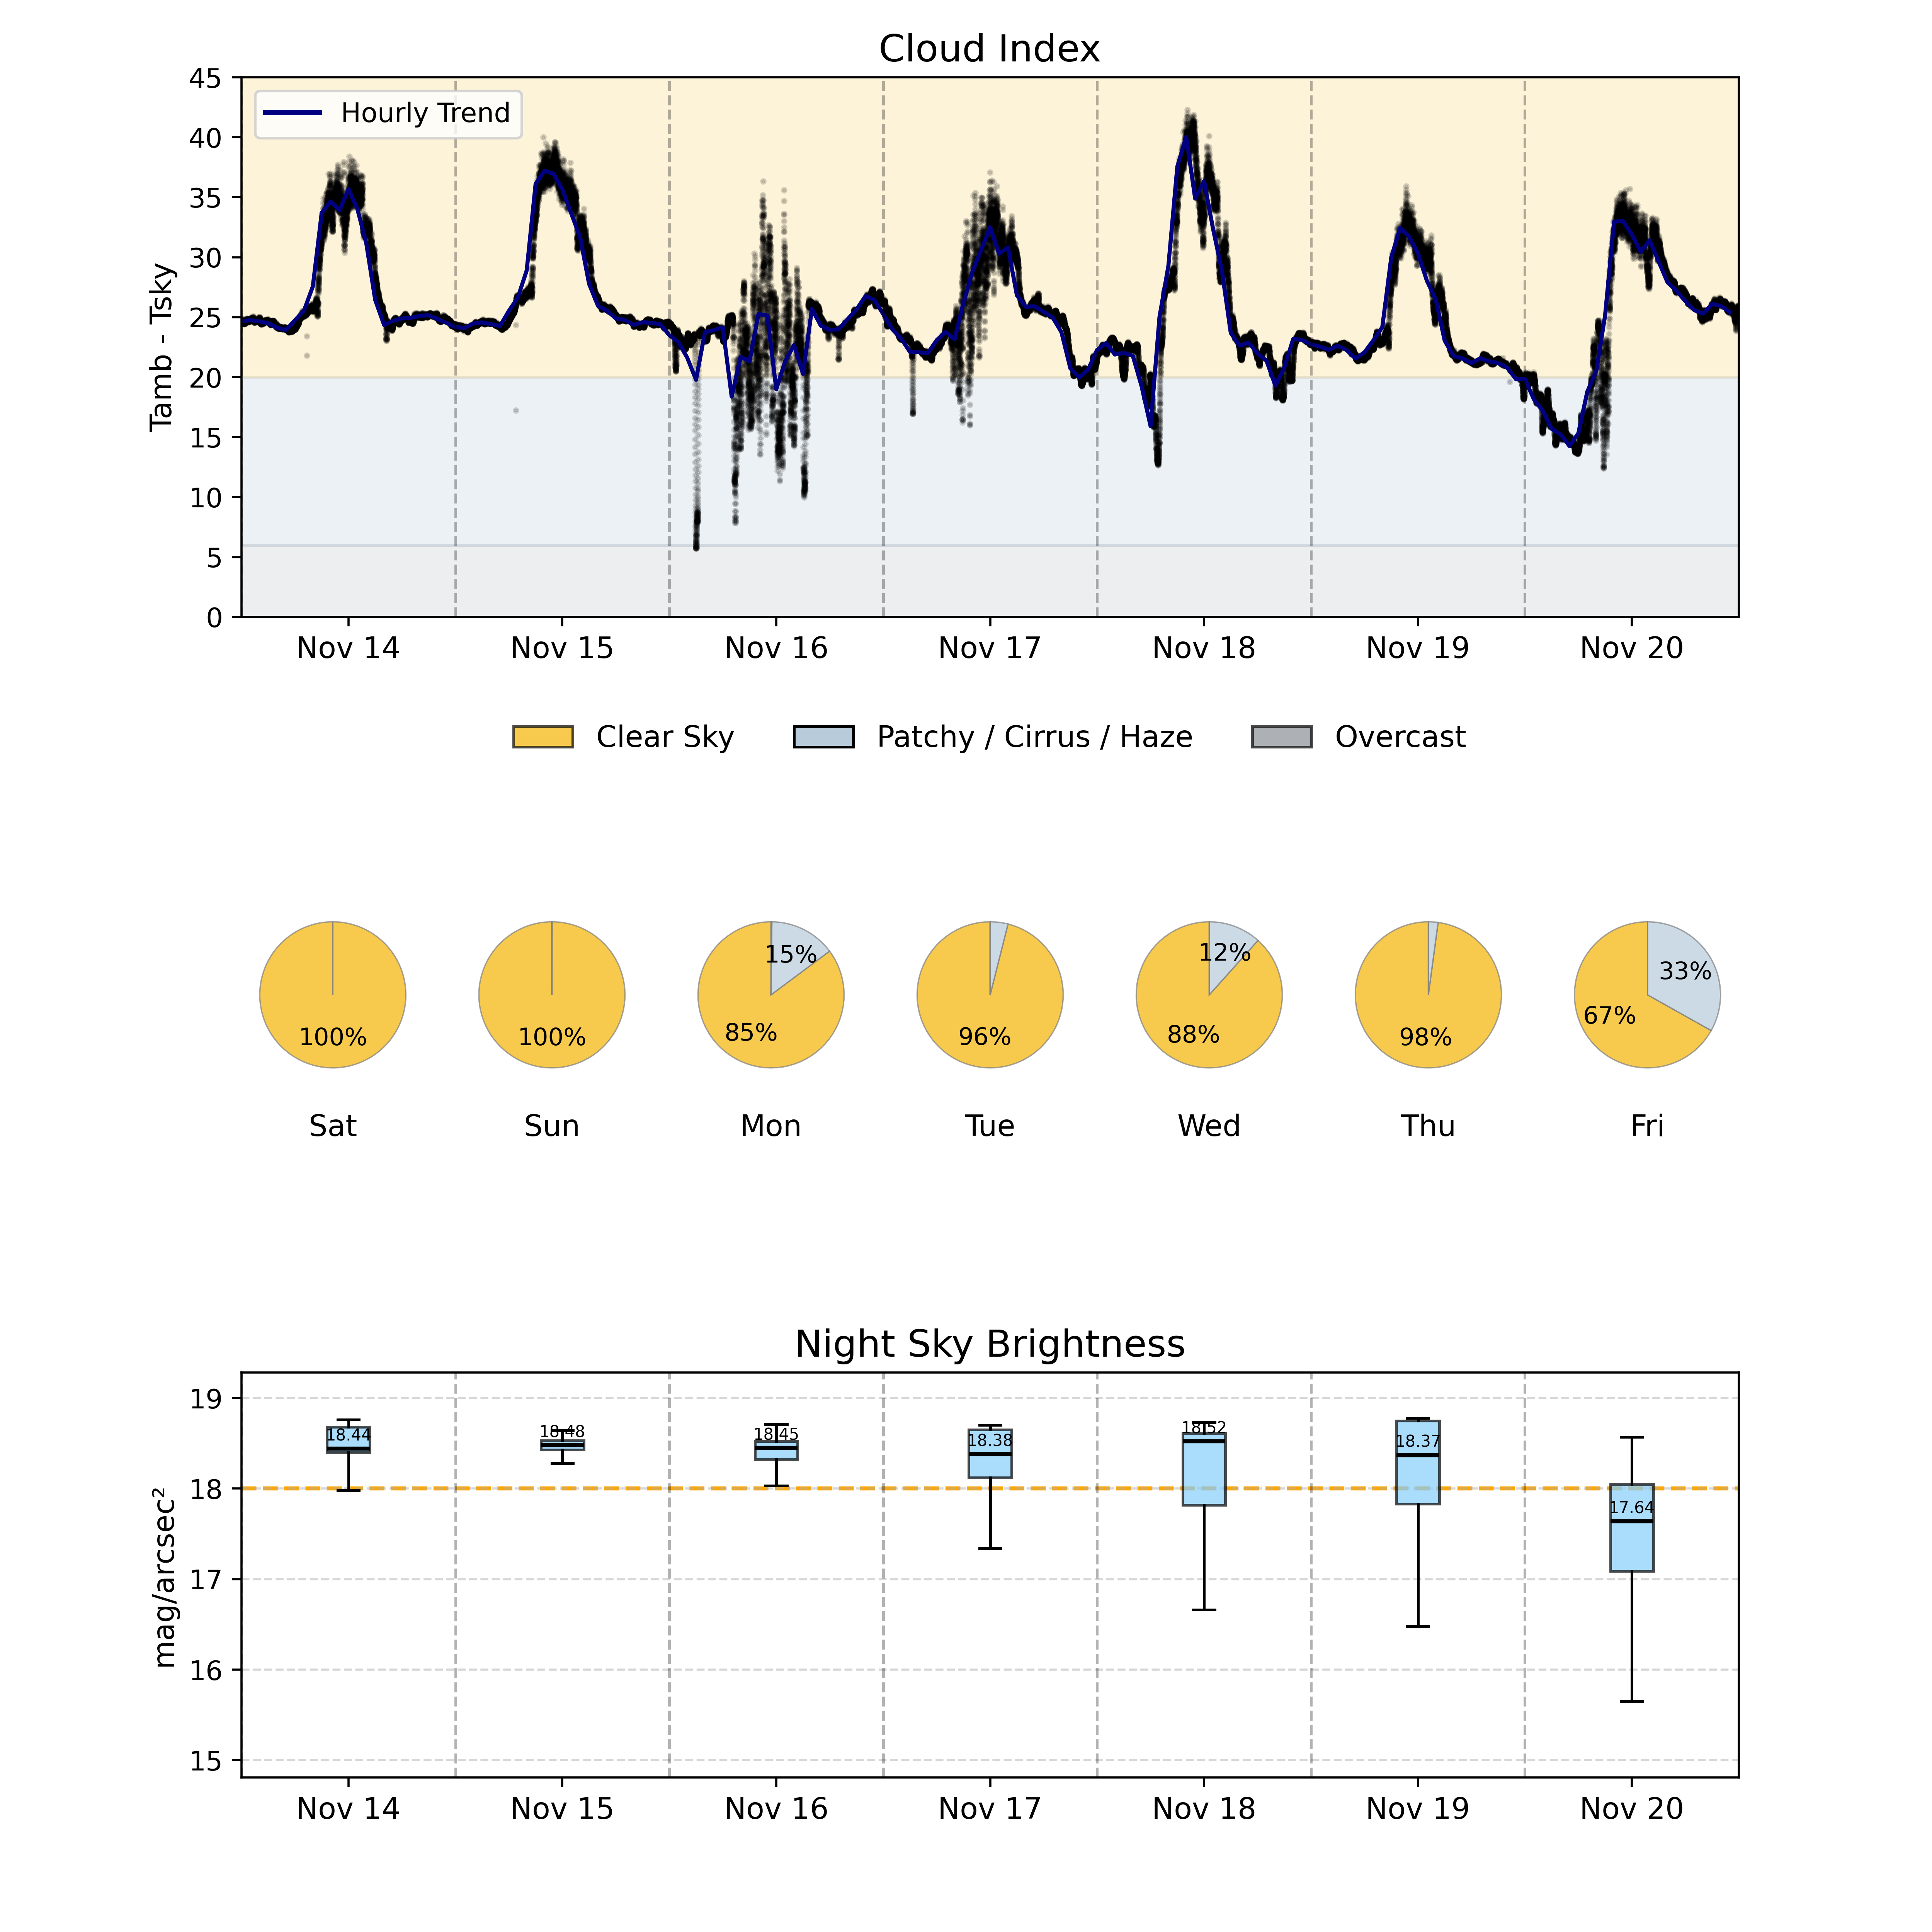 Cloud Index
45
40
35
30
25
20
15
10
5
0
Tamb - Tsky
Hourly Trend
Nov 14 Nov 15 Nov 16 Nov 17 Nov 18 Nov 19 Nov 20
Clear Sky Patchy / Cirrus / Haze Overcast
100% 100% 85% 15% 96% 88% 12% 98% 67% 33%
Sat Sun Mon Tue Wed Thu Fri
Night Sky Brightness
19
18
17
16
15
mag/arcsec²
18.44 18.48 18.45 18.38 18.52 18.37 17.64
Nov 14 Nov 15 Nov 16 Nov 17 Nov 18 Nov 19 Nov 20